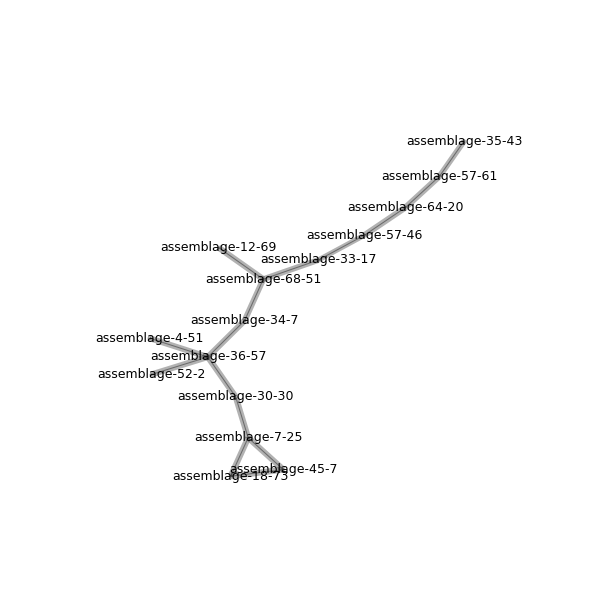 assemblage-35-43
assemblage-57-61
assemblage-64-20
assemblage-57-46
assemblage-12-69
assemblage-33-17
assemblage-68-51
assemblage-34-7
assemblage-4-51
assemblage-36-57
assemblage-52-2
assemblage-30-30
assemblage-7-25
assemblage-45-7
assemblage-18-73